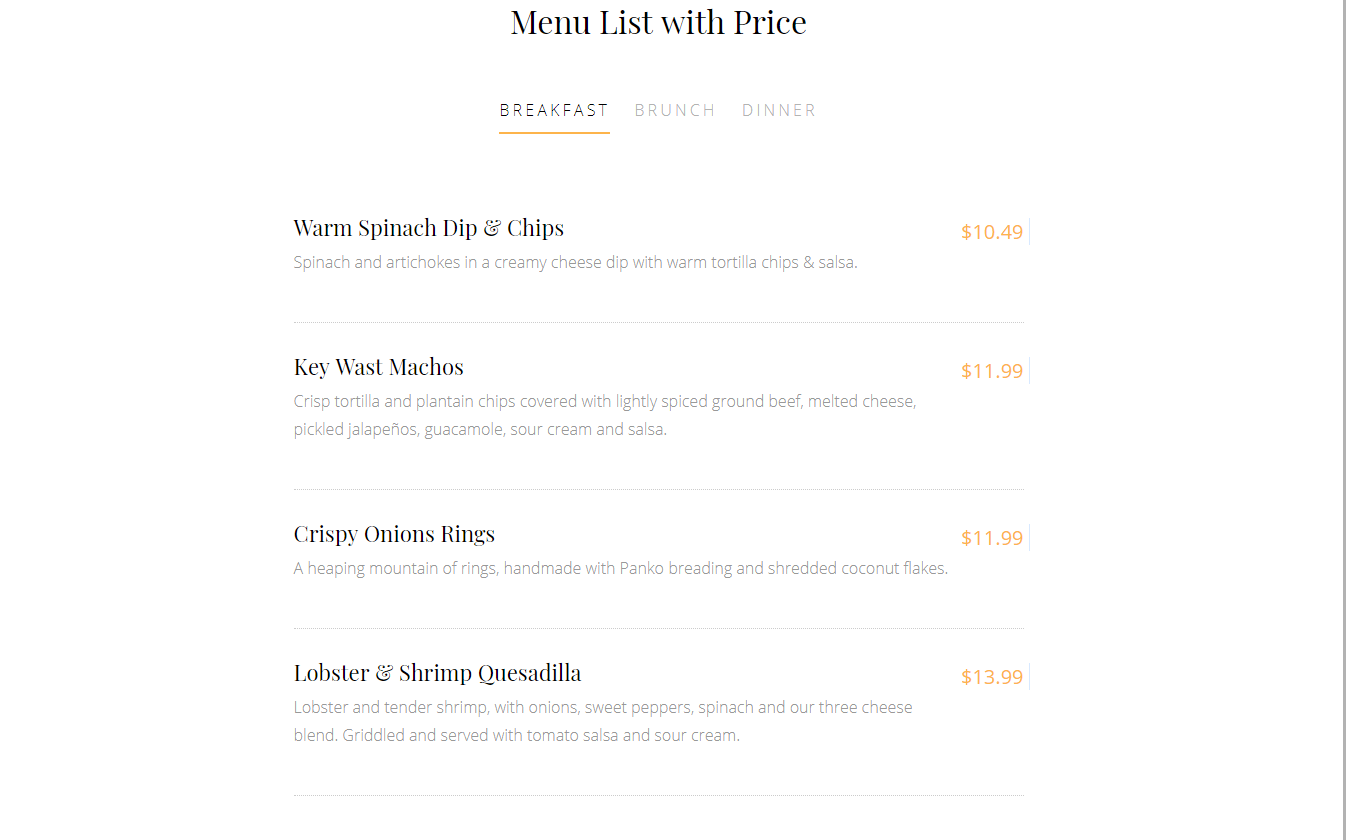 Menu List with Price
BREAKFAST BRUNCH DINNER
Warm Spinach Dip & Chips $10.49
Spinach and artichokes in a creamy cheese dip with warm tortilla chips & salsa.
Key Wast Machos $11.99
Crisp tortilla and plantain chips covered with lightly spiced ground beef, melted cheese,
pickled jalapeños, guacamole, sour cream and salsa.
Crispy Onions Rings $11.99
A heaping mountain of rings, handmade with Panko breading and shredded coconut flakes.
Lobster & Shrimp Quesadilla $13.99
Lobster and tender shrimp, with onions, sweet peppers, spinach and our three cheese
blend. Griddled and served with tomato salsa and sour cream.